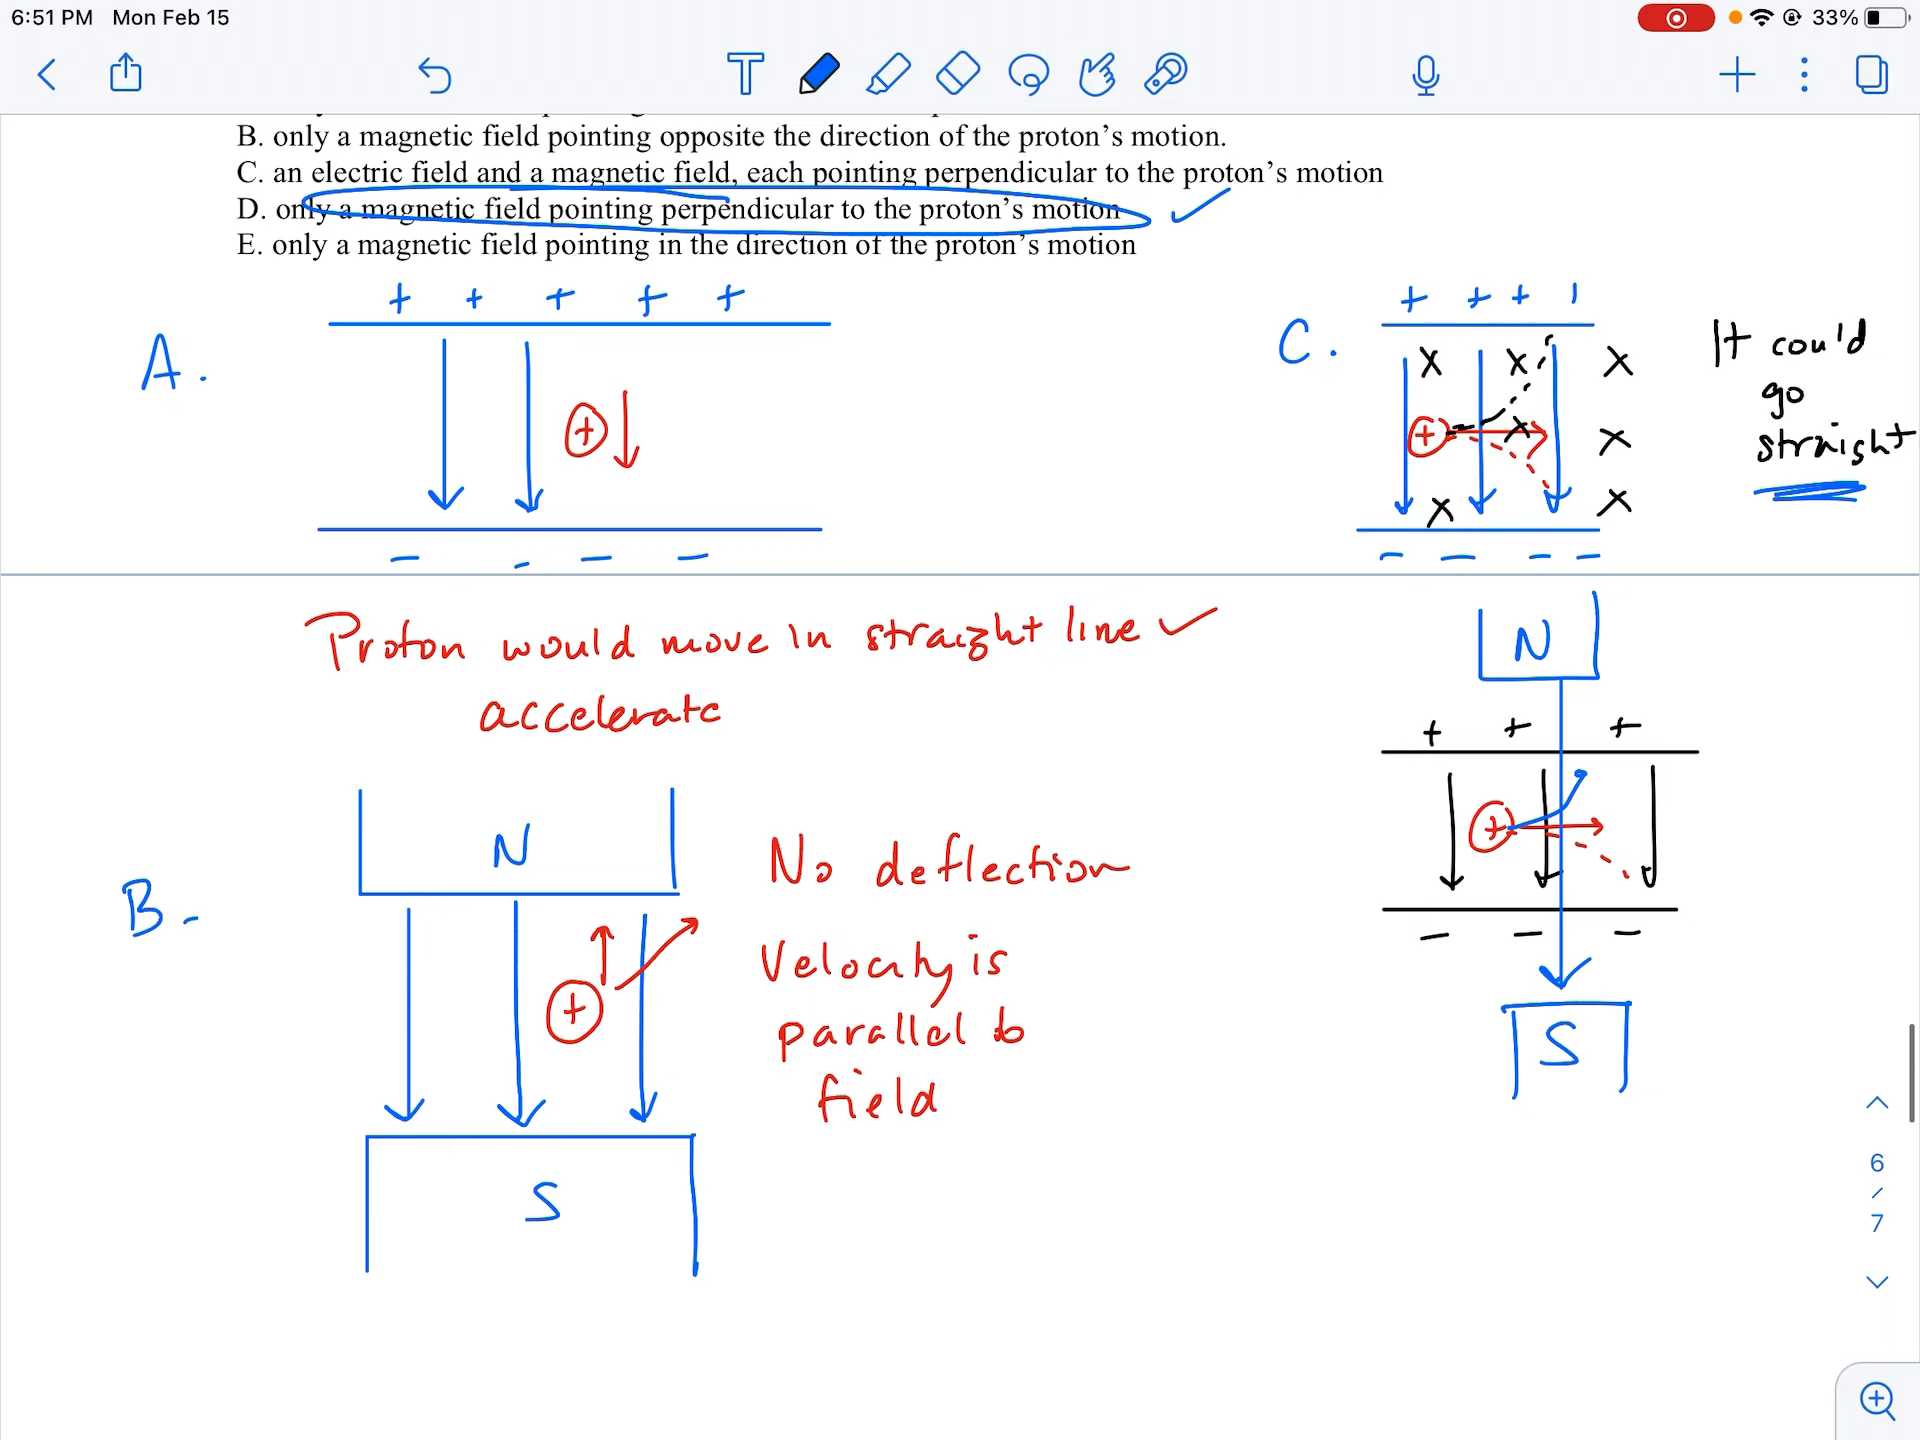 6:51 PM Mon Feb 15
33%
T
B. only a magnetic field pointing opposite the direction of the proton's motion.
C. an electric field and a magnetic field, each pointing perpendicular to the proton's motion
D. only a magnetic field pointing perpendicular to the proton's motion ✓
E. only a magnetic field pointing in the direction of the proton's motion
+ + + + +
A.
+
- - - -
+ + +
C.
X X X
+ X X
X X
- - - -
It could
go
straight
Proton would move in straight line ✓
accelerate
N
+ + +
+
- - -
S
B.
N
+
S
No deflection
Velocity is
parallel to
field
6
/
7